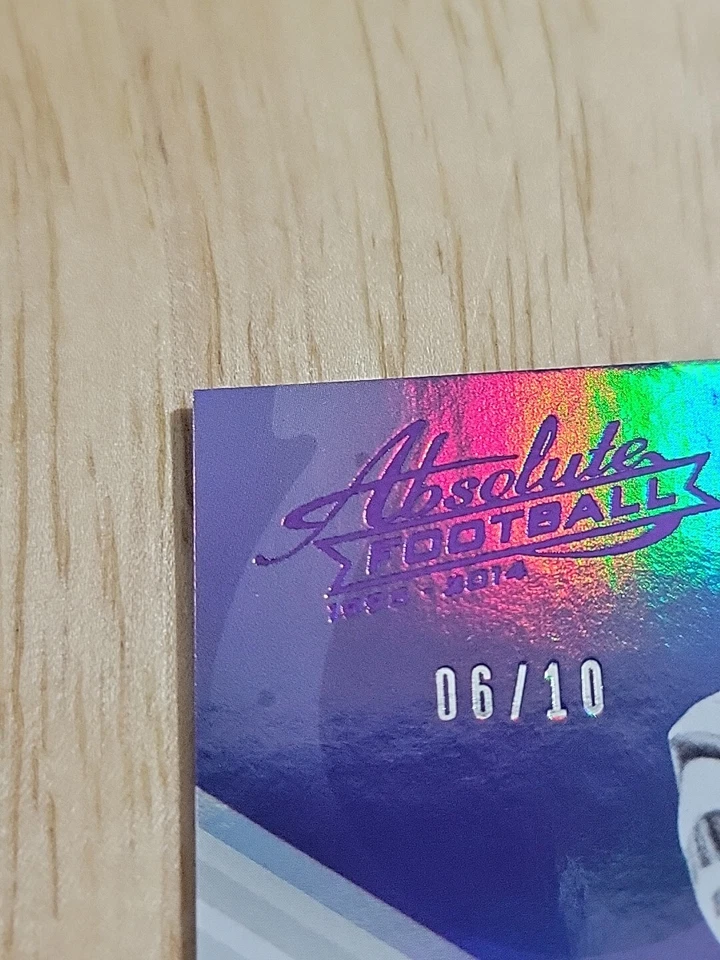 Absolute
FOOTBALL
- 2014
06/10